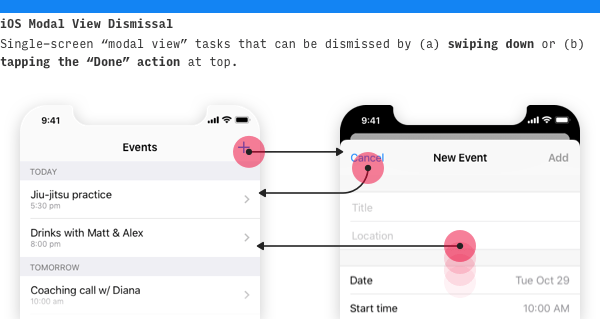 iOS Modal View Dismissal
Single-screen “modal view” tasks that can be dismissed by (a) swiping down or (b)
tapping the “Done” action at top.
9:41
Events
TODAY
Jiu-jitsu practice
5:30 pm
Drinks with Matt & Alex
8:00 pm
TOMORROW
Coaching call w/ Diana
10:00 am
9:41
Cancel New Event Add
Title
Location
Date Tue Oct 29
Start time 10:00 AM